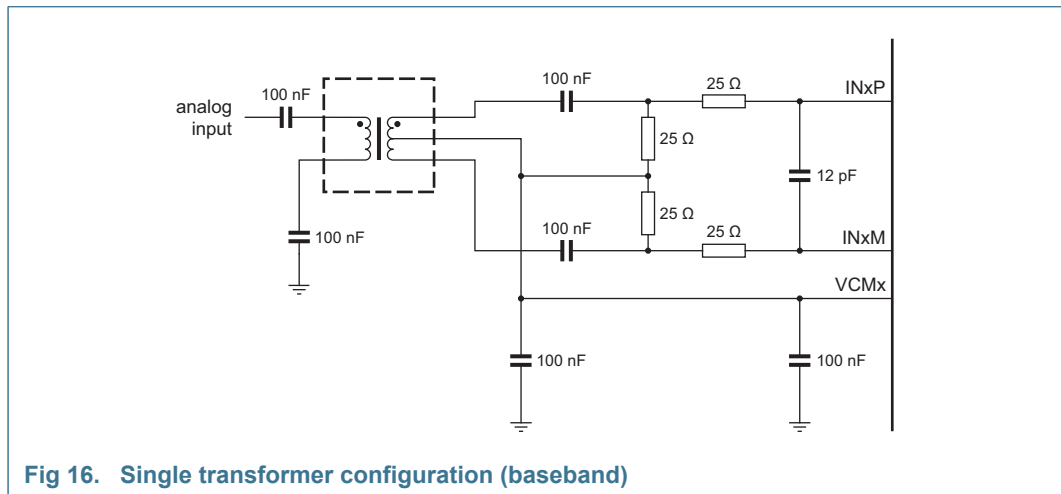 100 nF
25 Ω
INxP
analog
input
100 nF
25 Ω
12 pF
25 Ω
100 nF
25 Ω
INxM
100 nF
VCMx
100 nF
100 nF
Fig 16. Single transformer configuration (baseband)